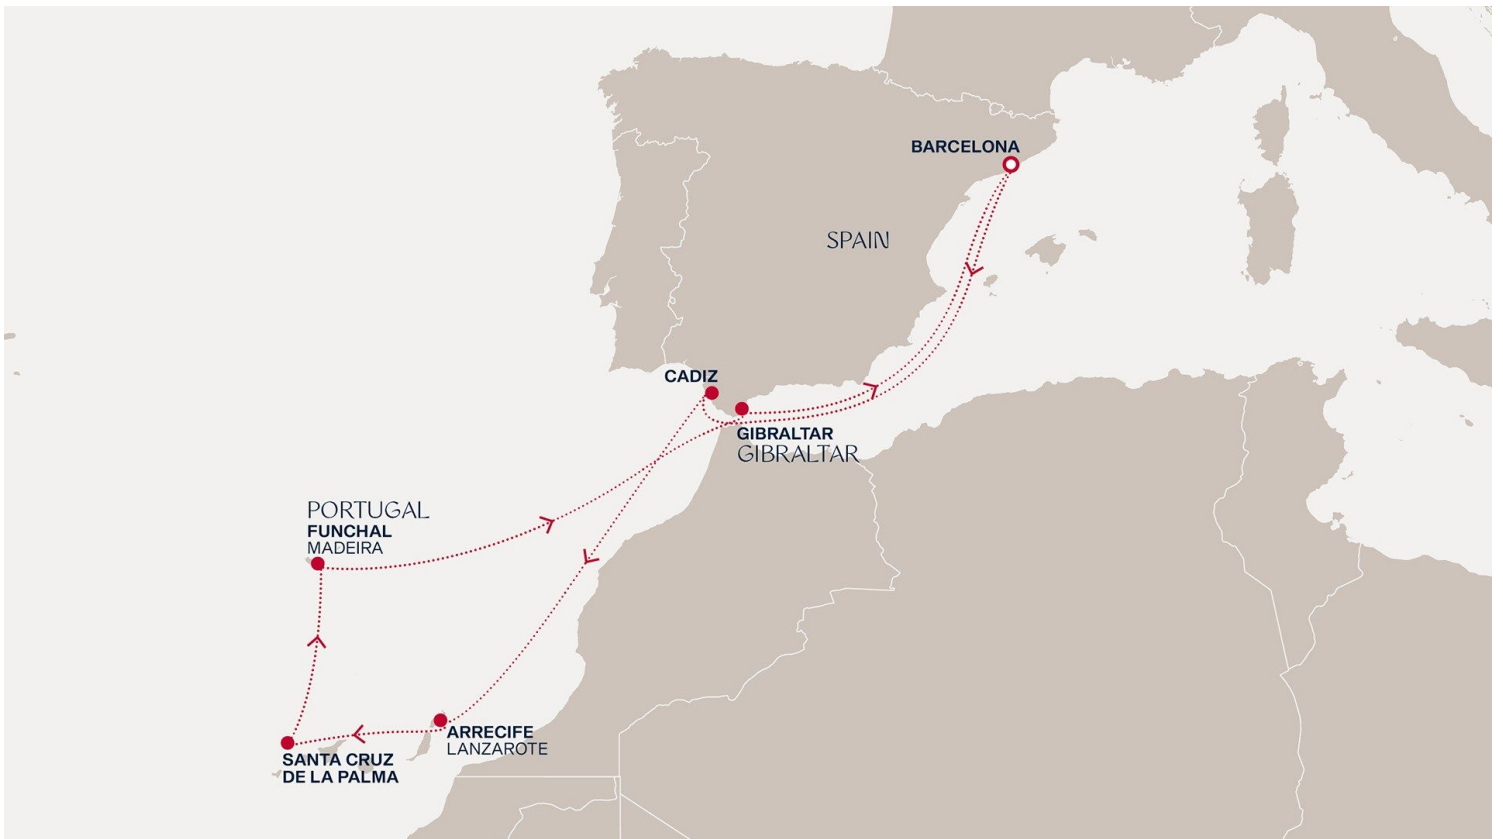 BARCELONA
SPAIN
CADIZ
GIBRALTAR
GIBRALTAR
PORTUGAL
FUNCHAL
MADEIRA
ARRECIFE
LANZAROTE
SANTA CRUZ
DE LA PALMA